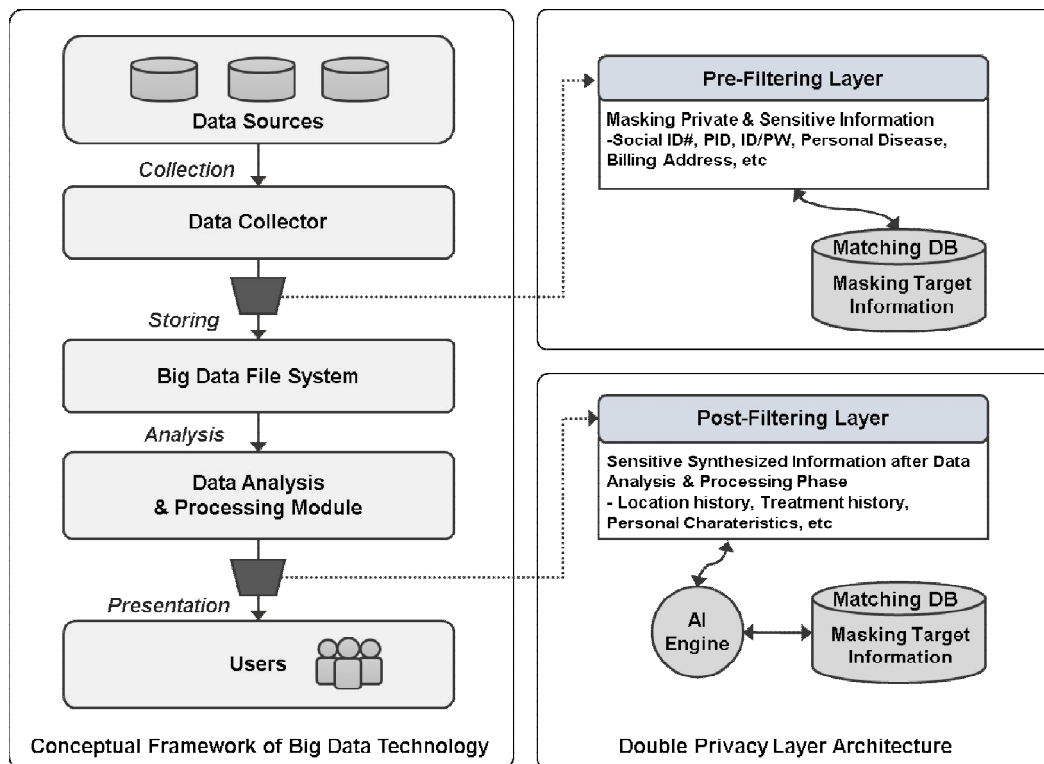 Data Sources
Collection
Data Collector
Storing
Big Data File System
Analysis
Data Analysis
& Processing Module
Presentation
Users
Conceptual Framework of Big Data Technology
Pre-Filtering Layer
Masking Private & Sensitive Information
-Social ID#, PID, ID/PW, Personal Disease,
Billing Address, etc
Matching DB
Masking Target
Information
Post-Filtering Layer
Sensitive Synthesized Information after Data
Analysis & Processing Phase
- Location history, Treatment history,
Personal Charateristics, etc
AI
Engine
Matching DB
Masking Target
Information
Double Privacy Layer Architecture